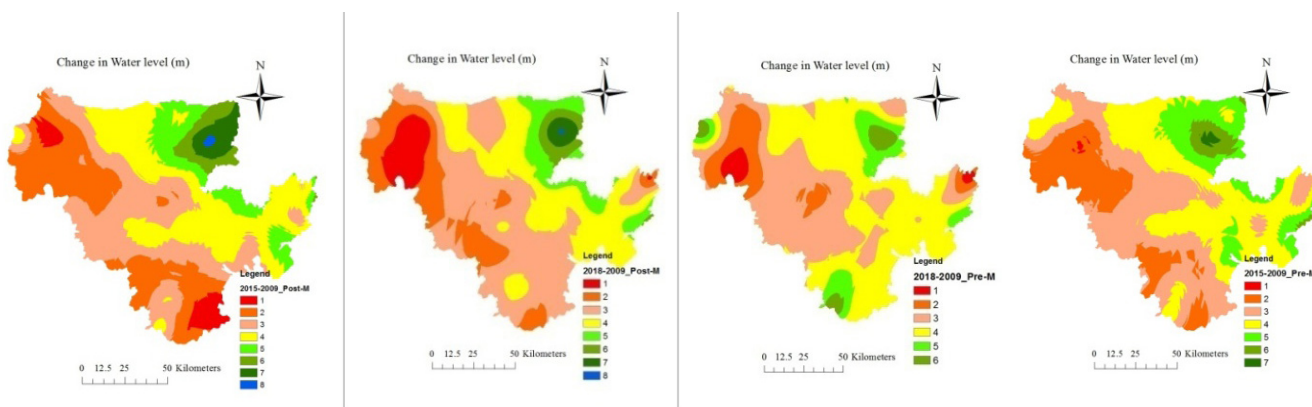 Change in Water level (m)
N
Legend
2015-2009_Post-M
1
2
3
4
5
6
7
8
0 12.5 25 50 Kilometers
Change in Water level (m)
N
Legend
2018-2009_Post-M
1
2
3
4
5
6
7
8
0 12.5 25 50 Kilometers
Change in Water level (m)
N
Legend
2018-2009_Pre-M
1
2
3
4
5
6
0 12.5 25 50 Kilometers
Change in Water level (m)
N
Legend
2015-2009_Pre-M
1
2
3
4
5
6
7
0 12.5 25 50 Kilometers